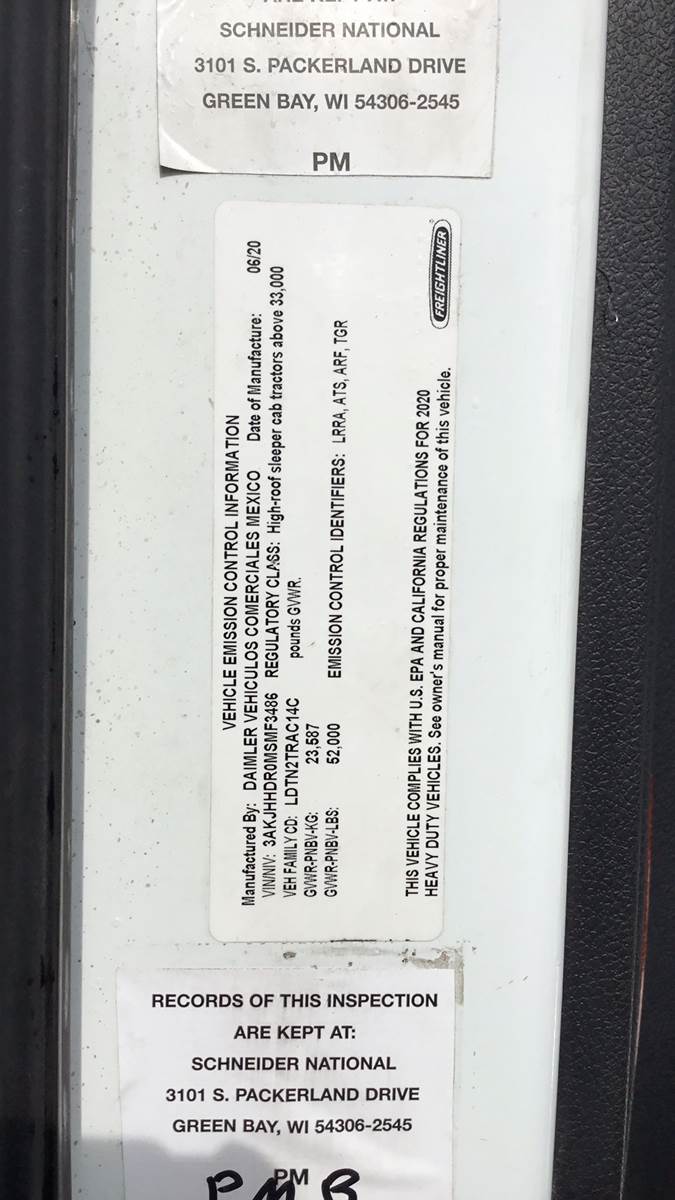 SCHNEIDER NATIONAL
3101 S. PACKERLAND DRIVE
GREEN BAY, WI 54306-2545
PM
VEHICLE EMISSION CONTROL INFORMATION
Manufactured By: DAIMLER VEHICULOS COMERCIALES MEXICO Date of Manufacture: 06/20
VIN/NIV: 3AKJHHDR0MSMF3486 REGULATORY CLASS: High-roof sleeper cab tractors above 33,000
VEH FAMILY CD: LDTN2TRAC14C pounds GVWR.
GVWR-PNBV-KG: 23,587
GVWR-PNBV-LBS: 52,000 EMISSION CONTROL IDENTIFIERS: LRRA, ATS, ARF, TGR
THIS VEHICLE COMPLIES WITH U.S. EPA AND CALIFORNIA REGULATIONS FOR 2020
HEAVY DUTY VEHICLES. See owner's manual for proper maintenance of this vehicle.
FREIGHTLINER
RECORDS OF THIS INSPECTION
ARE KEPT AT:
SCHNEIDER NATIONAL
3101 S. PACKERLAND DRIVE
GREEN BAY, WI 54306-2545
PM
PM B